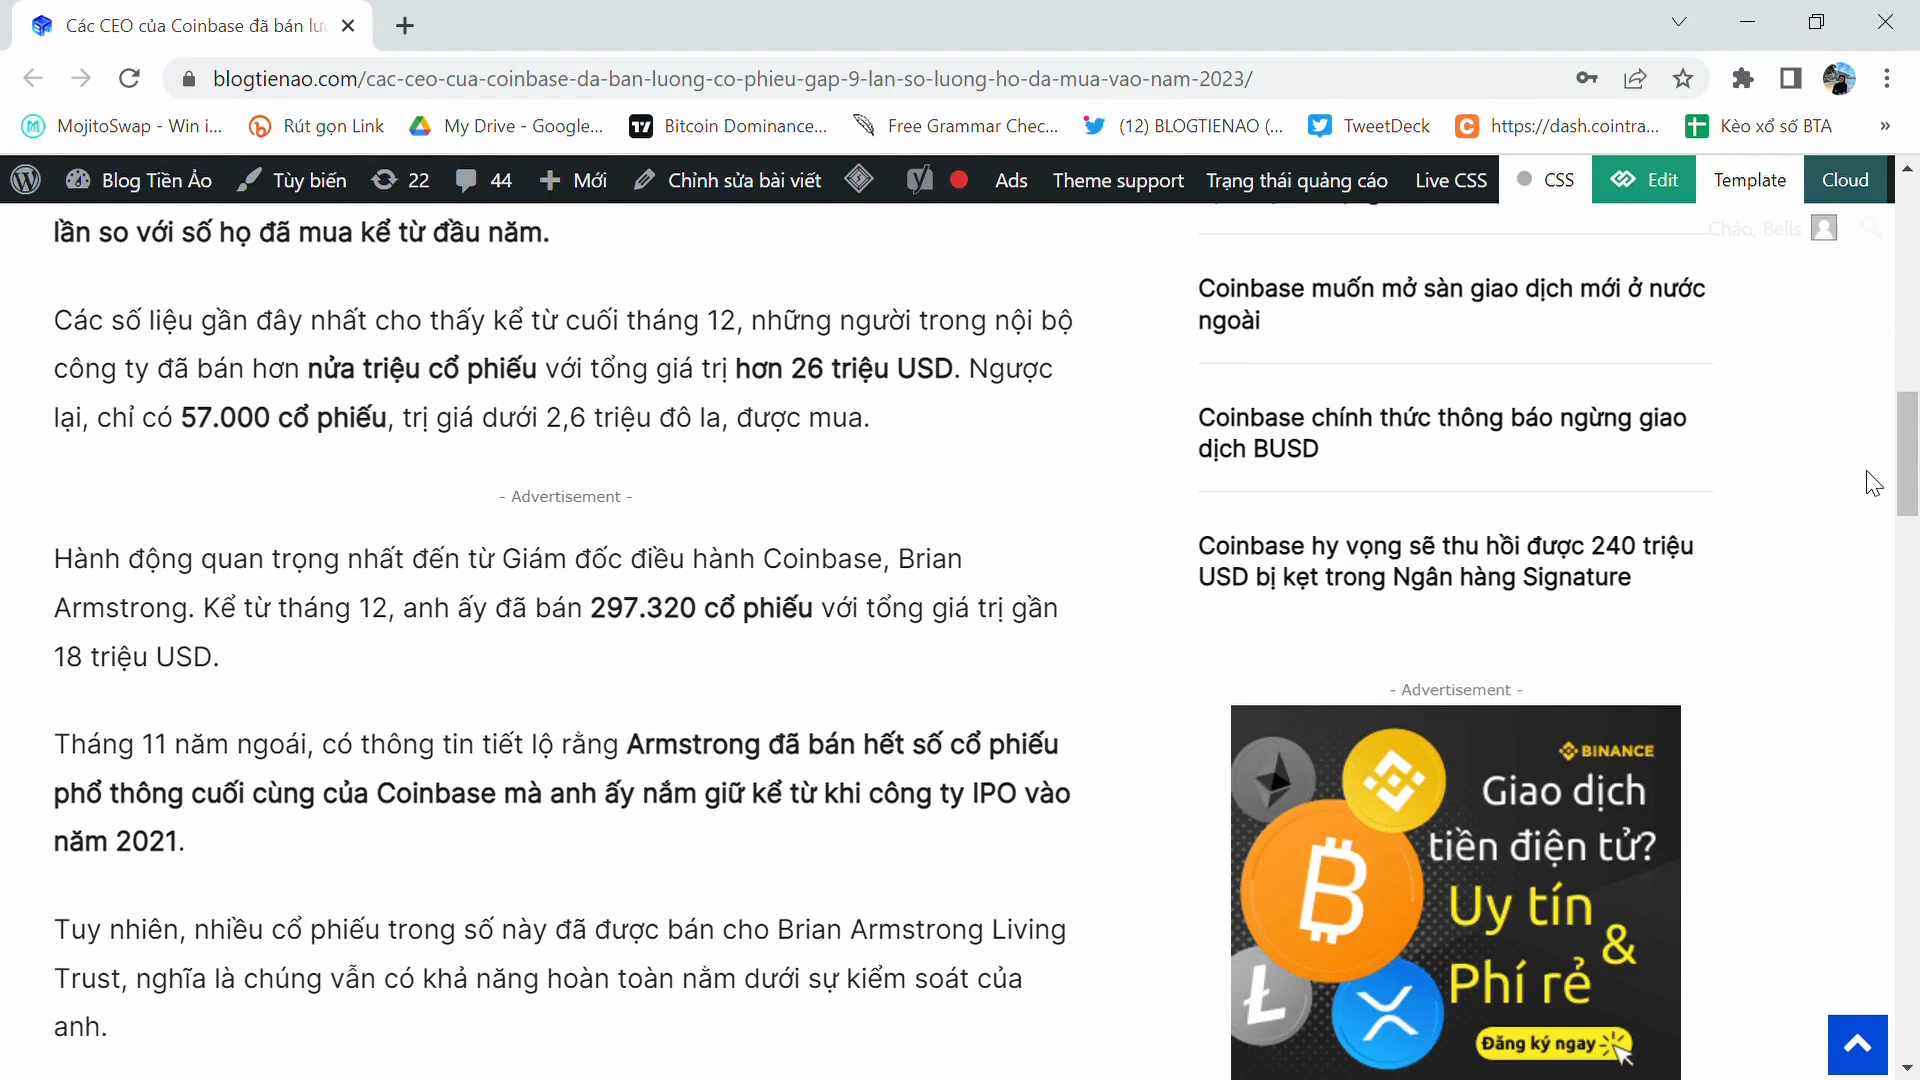 Các CEO của Coinbase đã bán lượ
blogtienao.com/cac-ceo-cua-coinbase-da-ban-luong-co-phieu-gap-9-lan-so-luong-ho-da-mua-vao-nam-2023/
MojitoSwap - Win i... Rút gọn Link My Drive - Google... Bitcoin Dominance... Free Grammar Chec... (12) BLOGTIENAO (... TweetDeck https://dash.cointra... Kèo xổ số BTA »
Blog Tiền Ảo Tùy biến 22 44 Mới Chỉnh sửa bài viết Ads Theme support Trạng thái quảng cáo Live CSS CSS Edit Template Cloud
Chào, Bells
lần so với số họ đã mua kể từ đầu năm.
Các số liệu gần đây nhất cho thấy kể từ cuối tháng 12, những người trong nội bộ
công ty đã bán hơn nửa triệu cổ phiếu với tổng giá trị hơn 26 triệu USD. Ngược
lại, chỉ có 57.000 cổ phiếu, trị giá dưới 2,6 triệu đô la, được mua.
- Advertisement -
Hành động quan trọng nhất đến từ Giám đốc điều hành Coinbase, Brian
Armstrong. Kể từ tháng 12, anh ấy đã bán 297.320 cổ phiếu với tổng giá trị gần
18 triệu USD.
Tháng 11 năm ngoái, có thông tin tiết lộ rằng Armstrong đã bán hết số cổ phiếu
phổ thông cuối cùng của Coinbase mà anh ấy nắm giữ kể từ khi công ty IPO vào
năm 2021.
Tuy nhiên, nhiều cổ phiếu trong số này đã được bán cho Brian Armstrong Living
Trust, nghĩa là chúng vẫn có khả năng hoàn toàn nằm dưới sự kiểm soát của
anh.
Coinbase muốn mở sàn giao dịch mới ở nước
ngoài
Coinbase chính thức thông báo ngừng giao
dịch BUSD
Coinbase hy vọng sẽ thu hồi được 240 triệu
USD bị kẹt trong Ngân hàng Signature
- Advertisement -
BINANCE
Giao dịch
tiền điện tử?
Uy tín
&
Phí rẻ
Đăng ký ngay